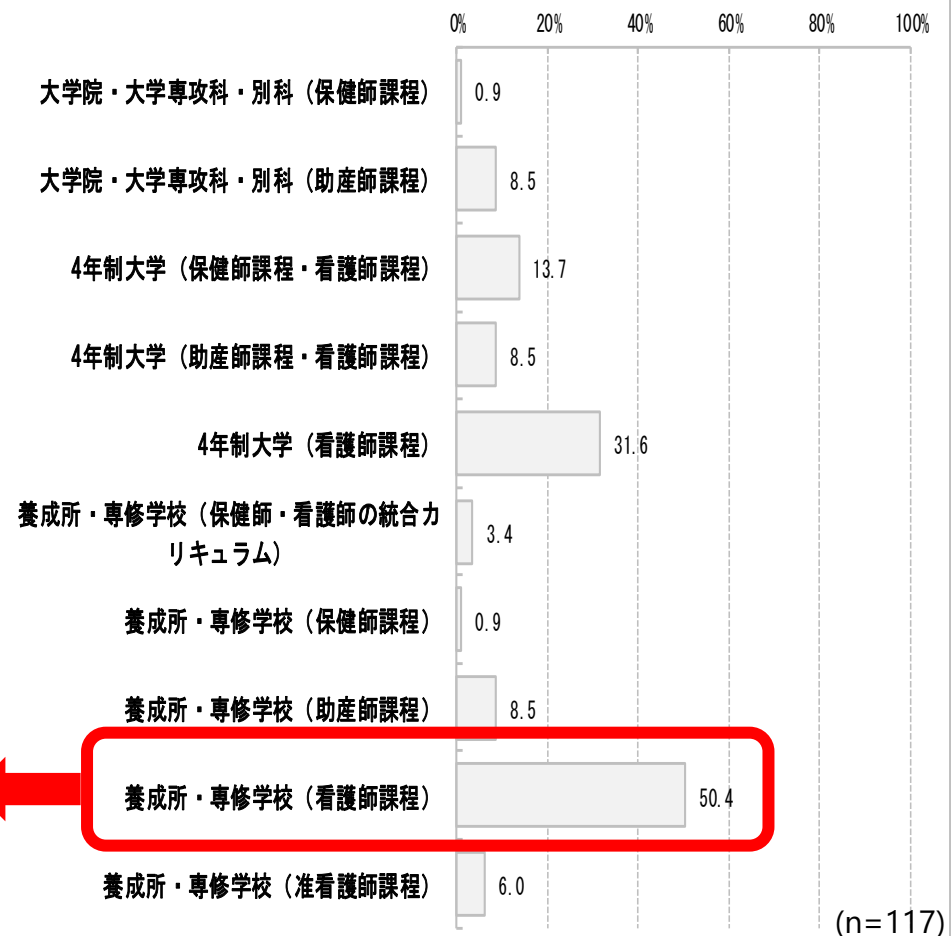 0% 20% 40% 60% 80% 100%
大学院・大学専攻科・別科（保健師課程） 0.9
大学院・大学専攻科・別科（助産師課程） 8.5
4年制大学（保健師課程・看護師課程） 13.7
4年制大学（助産師課程・看護師課程） 8.5
4年制大学（看護師課程） 31.6
養成所・専修学校（保健師・看護師の統合カ
リキュラム） 3.4
養成所・専修学校（保健師課程） 0.9
養成所・専修学校（助産師課程） 8.5
養成所・専修学校（看護師課程） 50.4
養成所・専修学校（准看護師課程） 6.0
(n=117)